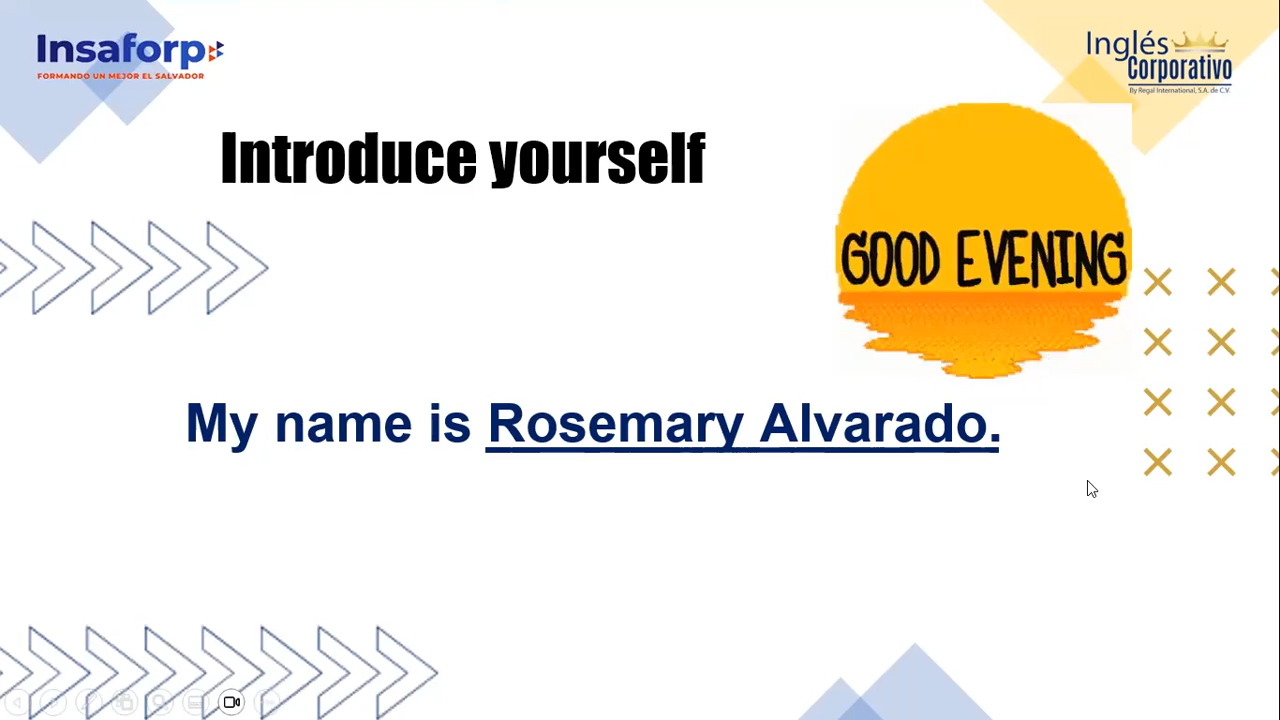 Insaforp
FORMANDO UN MEJOR EL SALVADOR
Inglés
Corporativo
By Regal International, S.A. de C.V.
Introduce yourself
GOOD EVENING
My name is Rosemary Alvarado.